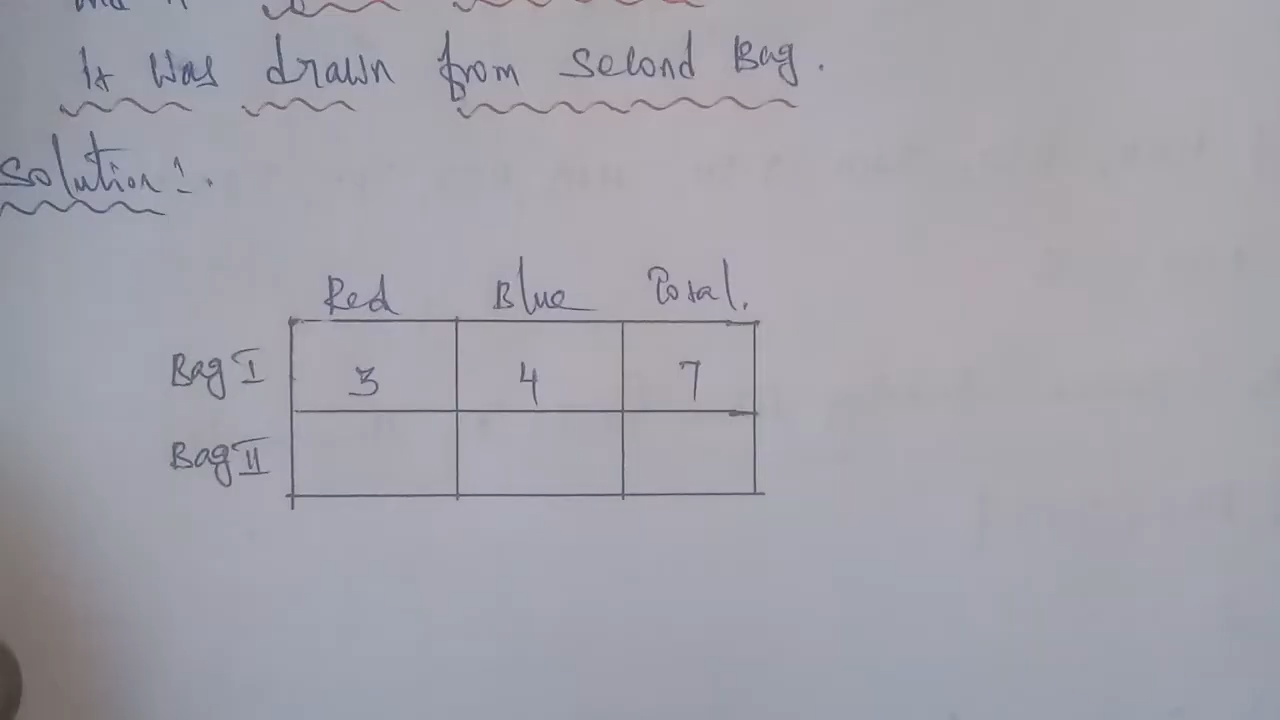 It was drawn from second Bag.
Solution :.
Red Blue Total.
Bag I 3 4 7
Bag II